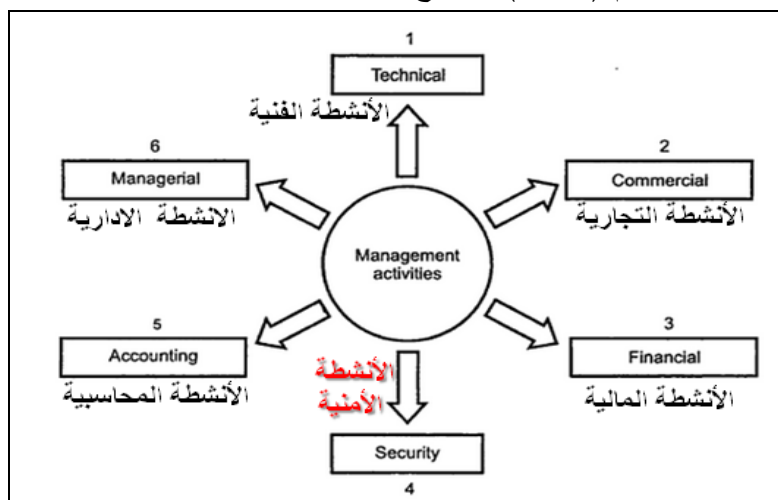 1
Technical
الأنشطة الفنية
6
Managerial
الانشطة الادارية
2
Commercial
الأنشطة التجارية
Management
activities
5
Accounting
الأنشطة المحاسبية
3
Financial
الأنشطة المالية
الأنشطة
الأمنية
Security
4